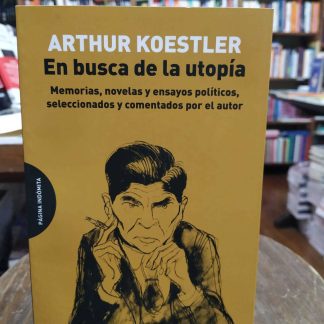 ARTHUR KOESTLER
En busca de la utopía
Memorias, novelas y ensayos políticos,
seleccionados y comentados por el autor
PÁGINA INDÓMITA